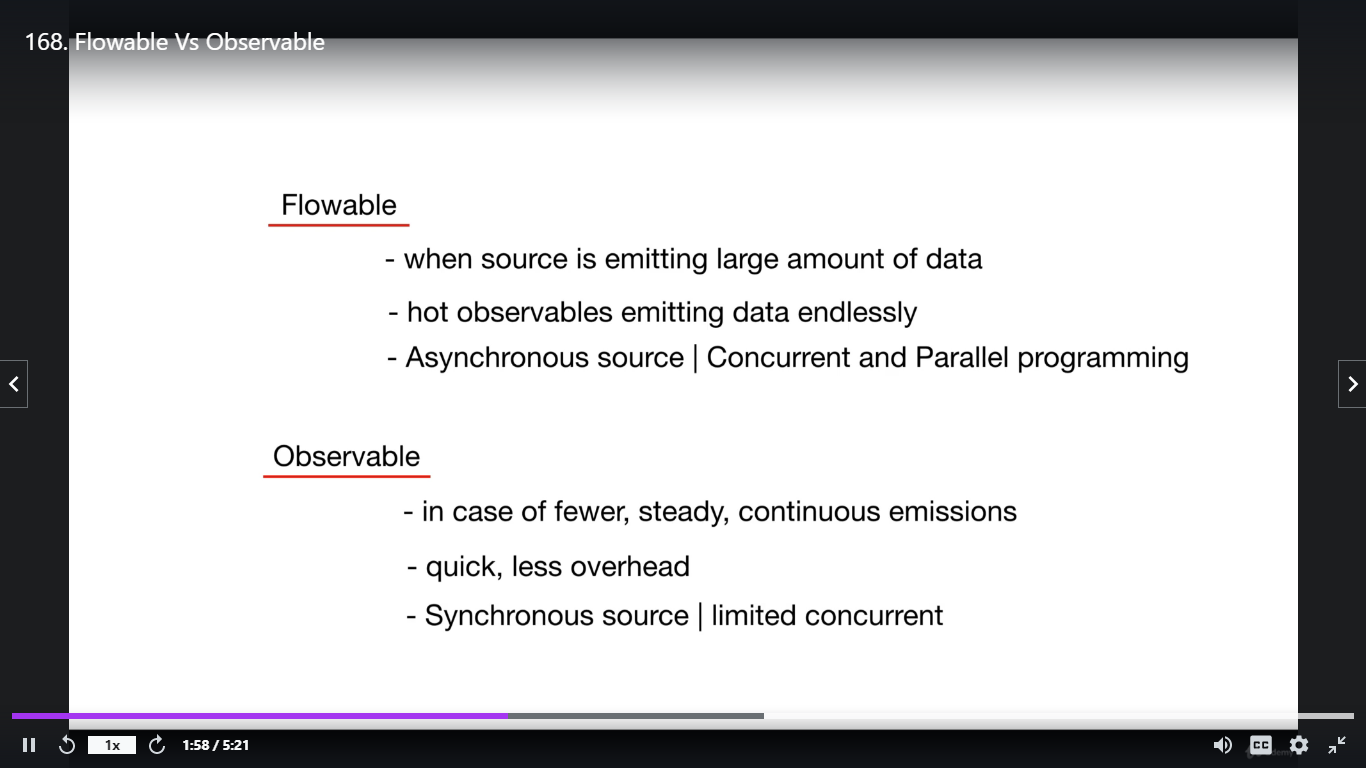 168. Flowable Vs Observable
Flowable
- when source is emitting large amount of data
- hot observables emitting data endlessly
- Asynchronous source | Concurrent and Parallel programming
Observable
- in case of fewer, steady, continuous emissions
- quick, less overhead
- Synchronous source | limited concurrent
1x
1:58 / 5:21
CC